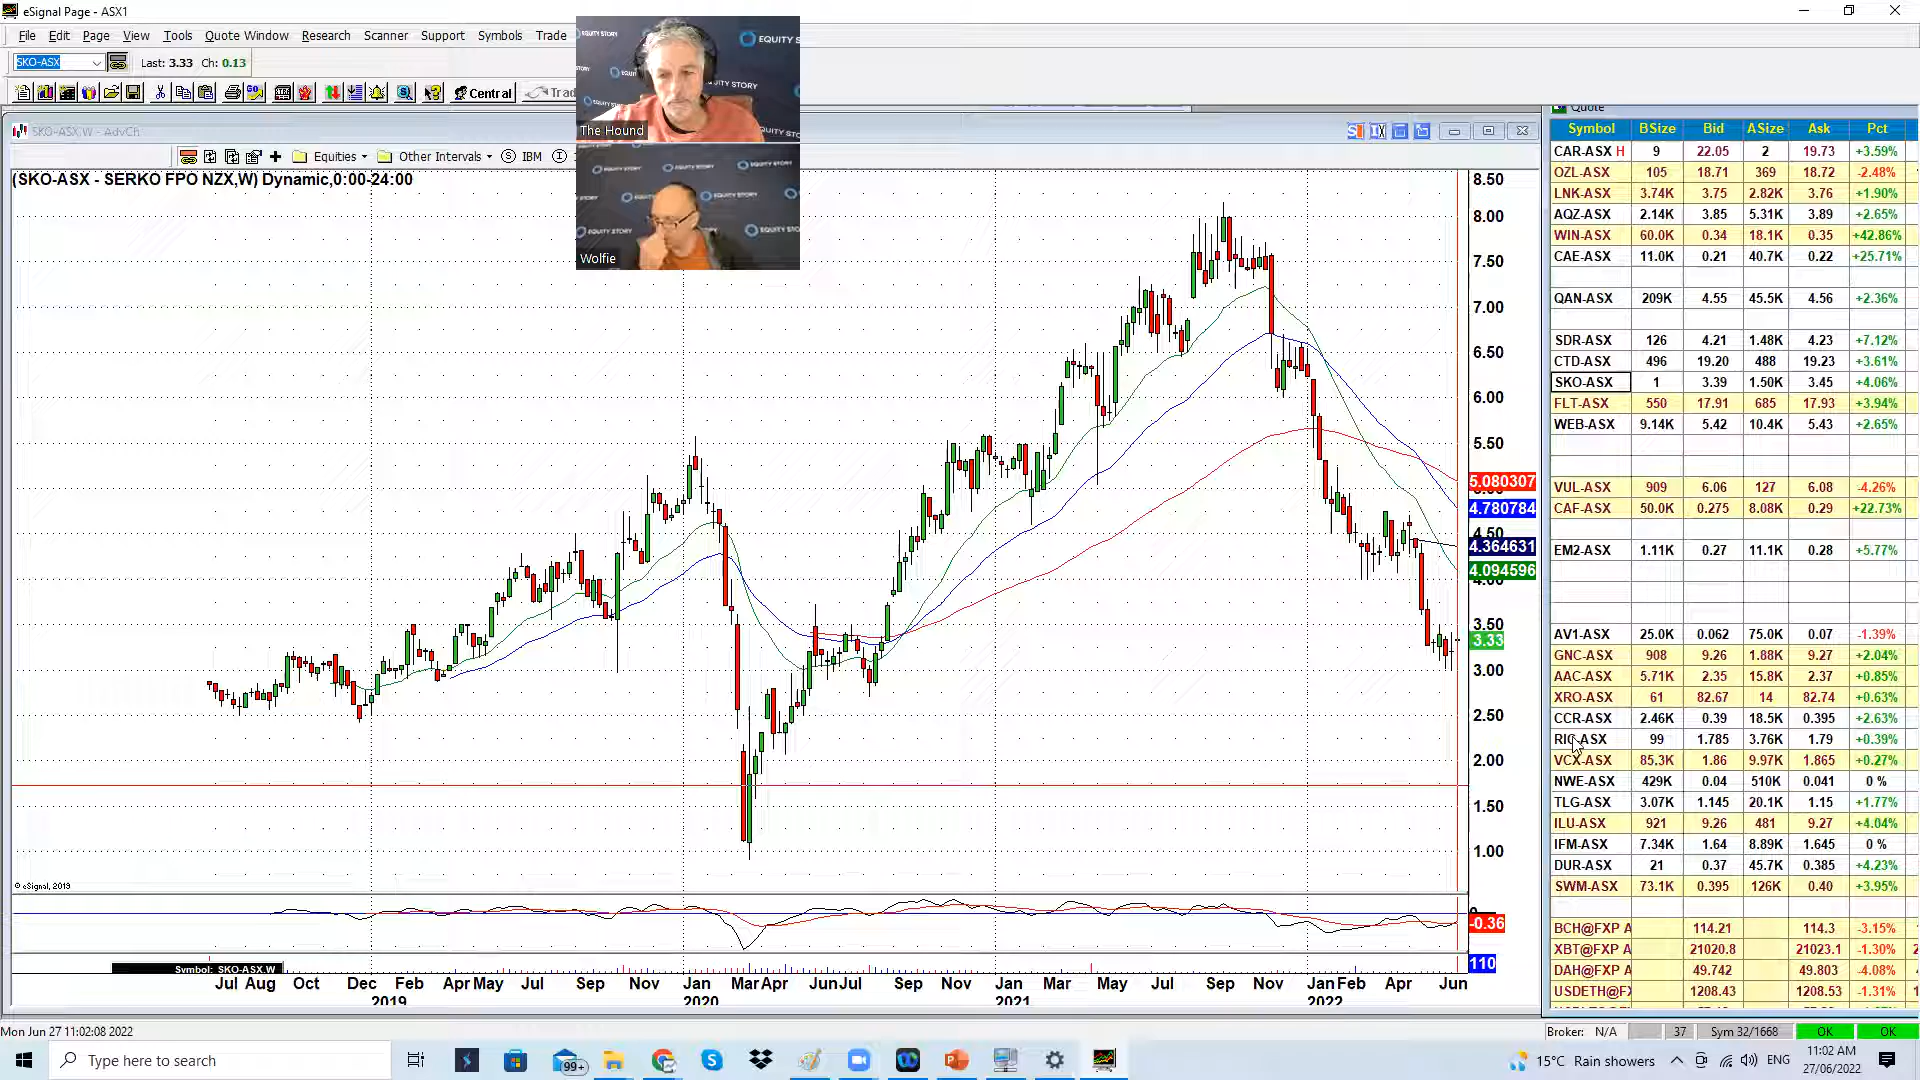 eSignal Page - ASX1
File Edit Page View Tools Quote Window Research Scanner Support Symbols Trade
SKO-ASX Last: 3.33 Ch: 0.13
Central Trad
EQUITY S
EQUITY STORY
The Hound
EQUITY STORY
EQUITY STO
Wolfie
SKO-ASX,W - AdvCh
Equities Other Intervals IBM
(SKO-ASX - SERKO FPO NZX,W) Dynamic,0:00-24:00
8.50
8.00
7.50
7.00
6.50
6.00
5.50
5.080307
4.780784
4.50
4.364631
4.094596
4.00
3.50
3.33
3.00
2.50
2.00
1.50
1.00
© eSignal, 2019
-0.36
110
Symbol: SKO-ASX,W
Jul Aug Oct Dec Feb Apr May Jul Sep Nov Jan Mar Apr Jun Jul Sep Nov Jan Mar May Jul Sep Nov Jan Feb Apr Jun
2019 2020 2021 2022
Quote
Symbol BSize Bid ASize Ask Pct
CAR-ASX H 9 22.05 2 19.73 +3.59%
OZL-ASX 105 18.71 369 18.72 -2.48%
LNK-ASX 3.74K 3.75 2.82K 3.76 +1.90%
AQZ-ASX 2.14K 3.85 5.31K 3.89 +2.65%
WIN-ASX 60.0K 0.34 18.1K 0.35 +42.86%
CAE-ASX 11.0K 0.21 40.7K 0.22 +25.71%
QAN-ASX 209K 4.55 45.5K 4.56 +2.36%
SDR-ASX 126 4.21 1.48K 4.23 +7.12%
CTD-ASX 496 19.20 488 19.23 +3.61%
SKO-ASX 1 3.39 1.50K 3.45 +4.06%
FLT-ASX 550 17.91 685 17.93 +3.94%
WEB-ASX 9.14K 5.42 10.4K 5.43 +2.65%
VUL-ASX 909 6.06 127 6.08 -4.26%
CAF-ASX 50.0K 0.275 8.08K 0.29 +22.73%
EM2-ASX 1.11K 0.27 11.1K 0.28 +5.77%
AV1-ASX 25.0K 0.062 75.0K 0.07 -1.39%
GNC-ASX 908 9.26 1.88K 9.27 +2.04%
AAC-ASX 5.71K 2.35 15.8K 2.37 +0.85%
XRO-ASX 61 82.67 14 82.74 +0.63%
CCR-ASX 2.46K 0.39 18.5K 0.395 +2.63%
RIC-ASX 99 1.785 3.76K 1.79 +0.39%
VCX-ASX 85.3K 1.86 9.97K 1.865 +0.27%
NWE-ASX 429K 0.04 510K 0.041 0 %
TLG-ASX 3.07K 1.145 20.1K 1.15 +1.77%
ILU-ASX 921 9.26 481 9.27 +4.04%
IFM-ASX 7.34K 1.64 8.89K 1.645 0 %
DUR-ASX 21 0.37 45.7K 0.385 +4.23%
SWM-ASX 73.1K 0.395 126K 0.40 +3.95%
BCH@FXP A 114.21 114.3 -3.15%
XBT@FXP A 21020.8 21023.1 -1.30%
DAH@FXP A 49.742 49.803 -4.08%
USDETH@FX 1208.43 1208.53 -1.31%
Mon Jun 27 11:02:08 2022
Broker: N/A 37 Sym 32/1668 OK OK
Type here to search
99+
15°C Rain showers ENG
11:02 AM
27/06/2022